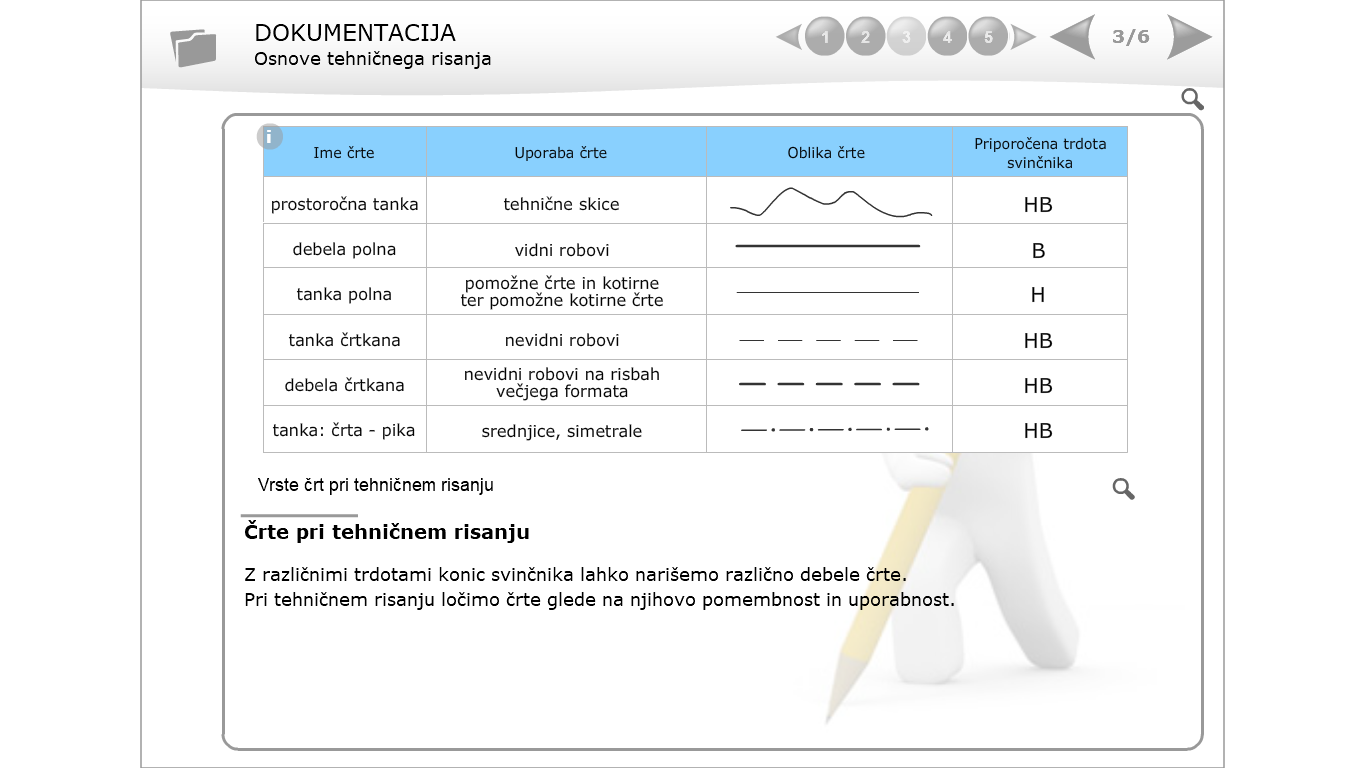 DOKUMENTACIJA
Osnove tehničnega risanja
1 2 3 4 5
3/6
i
Ime črte
Uporaba črte
Oblika črte
Priporočena trdota
svinčnika
prostoročna tanka
tehnične skice
HB
debela polna
vidni robovi
B
tanka polna
pomožne črte in kotirne
ter pomožne kotirne črte
H
tanka črtkana
nevidni robovi
HB
debela črtkana
nevidni robovi na risbah
večjega formata
HB
tanka: črta - pika
srednjice, simetrale
HB
Vrste črt pri tehničnem risanju
Črte pri tehničnem risanju
Z različnimi trdotami konic svinčnika lahko narišemo različno debele črte.
Pri tehničnem risanju ločimo črte glede na njihovo pomembnost in uporabnost.